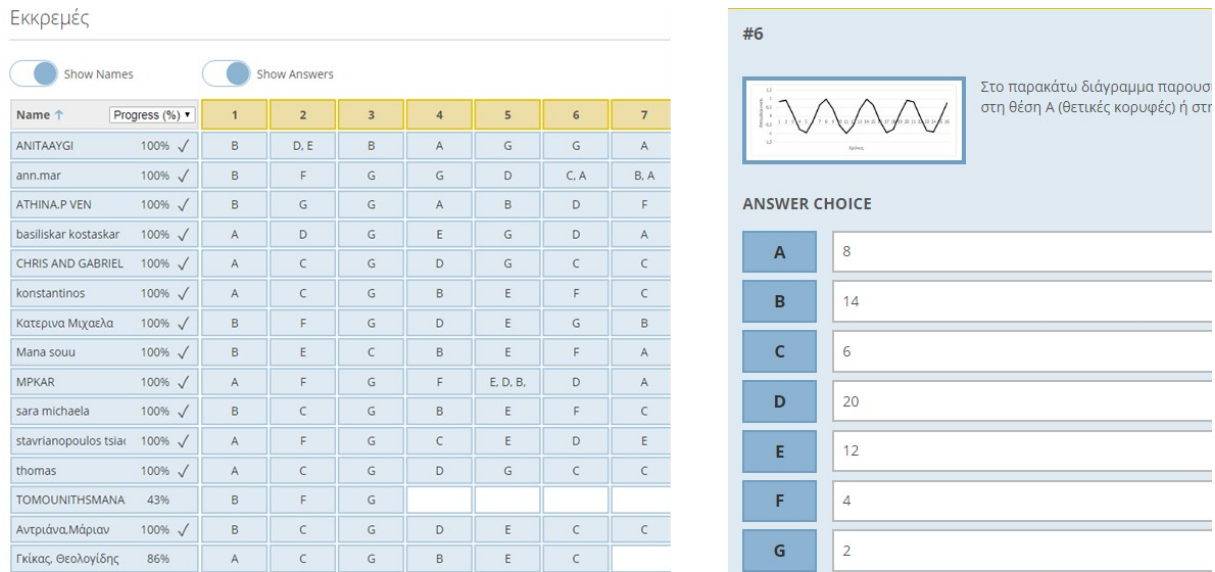 Εκκρεμές
Show Names Show Answers
Name ↑ Progress (%) ▾ 1 2 3 4 5 6 7
ANITAAYGI 100% ✓ B D, E B A G G A
ann.mar 100% ✓ B F G G D C, A B, A
ATHINA.P VEN 100% ✓ B G G A B D F
basiliskar kostaskar 100% ✓ A D G E G D A
CHRIS AND GABRIEL 100% ✓ A C G D G C C
konstantinos 100% ✓ A C G B E F C
Κατερινα Μιχαελα 100% ✓ B F G D E G B
Mana souu 100% ✓ B E C B E F A
MPKAR 100% ✓ A F G F E, D, B, D A
sara michaela 100% ✓ B C G B E F C
stavrianopoulos tsiac 100% ✓ A F G C E D E
thomas 100% ✓ A C G D G C C
TOMOUNITHSMANA 43% B F G
Αντριάνα,Μάριαν 100% ✓ B C G D E C C
Γκίκας, Θεολογίδης 86% A C G B E C
#6
Στο παρακάτω διάγραμμα παρουσι
στη θέση Α (θετικές κορυφές) ή στη
Χρόνος
ANSWER CHOICE
A 8
B 14
C 6
D 20
E 12
F 4
G 2